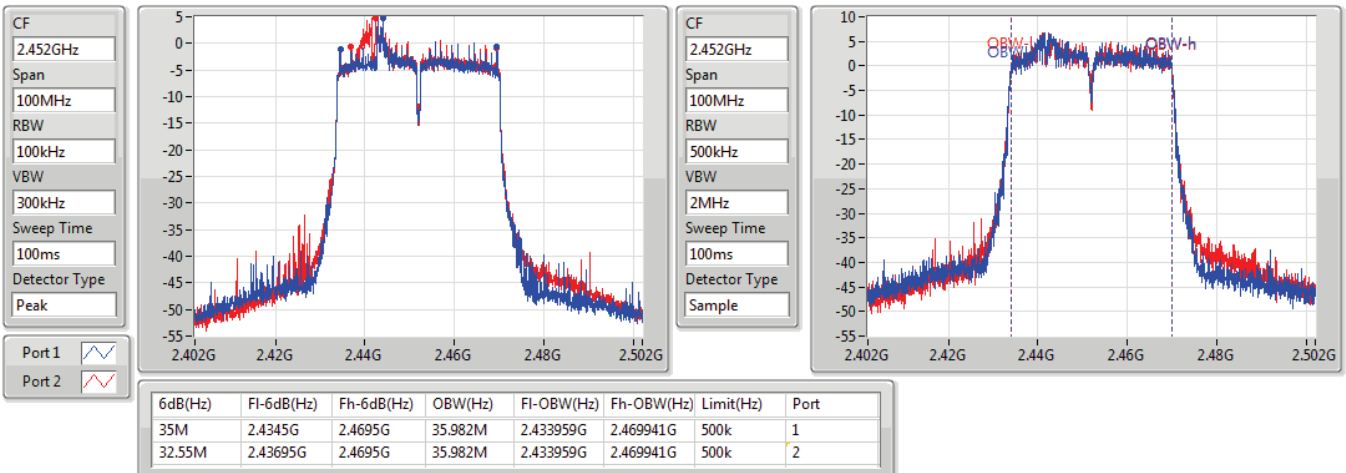 CF
2.452GHz
Span
100MHz
RBW
100kHz
VBW
300kHz
Sweep Time
100ms
Detector Type
Peak
Port 1
Port 2
5
0
-5
-10
-15
-20
-25
-30
-35
-40
-45
-50
-55
2.402G 2.42G 2.44G 2.46G 2.48G 2.502G
CF
2.452GHz
Span
100MHz
RBW
500kHz
VBW
2MHz
Sweep Time
100ms
Detector Type
Sample
10
5
0
-5
-10
-15
-20
-25
-30
-35
-40
-45
-50
-55
OBW-h
2.402G 2.42G 2.44G 2.46G 2.48G 2.502G
6dB(Hz) Fl-6dB(Hz) Fh-6dB(Hz) OBW(Hz) Fl-OBW(Hz) Fh-OBW(Hz) Limit(Hz) Port
35M 2.4345G 2.4695G 35.982M 2.433959G 2.469941G 500k 1
32.55M 2.43695G 2.4695G 35.982M 2.433959G 2.469941G 500k 2